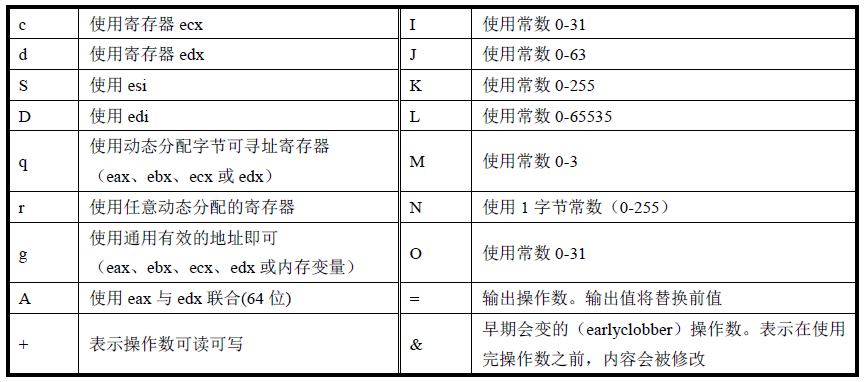 c 使用寄存器 ecx I 使用常数 0-31
d 使用寄存器 edx J 使用常数 0-63
S 使用 esi K 使用常数 0-255
D 使用 edi L 使用常数 0-65535
q 使用动态分配字节可寻址寄存器
（eax、ebx、ecx 或 edx） M 使用常数 0-3
r 使用任意动态分配的寄存器 N 使用 1 字节常数（0-255）
g 使用通用有效的地址即可
（eax、ebx、ecx、edx 或内存变量） O 使用常数 0-31
A 使用 eax 与 edx 联合(64 位) = 输出操作数。输出值将替换前值
+ 表示操作数可读可写 & 早期会变的（earlyclobber）操作数。表示在使用
完操作数之前，内容会被修改